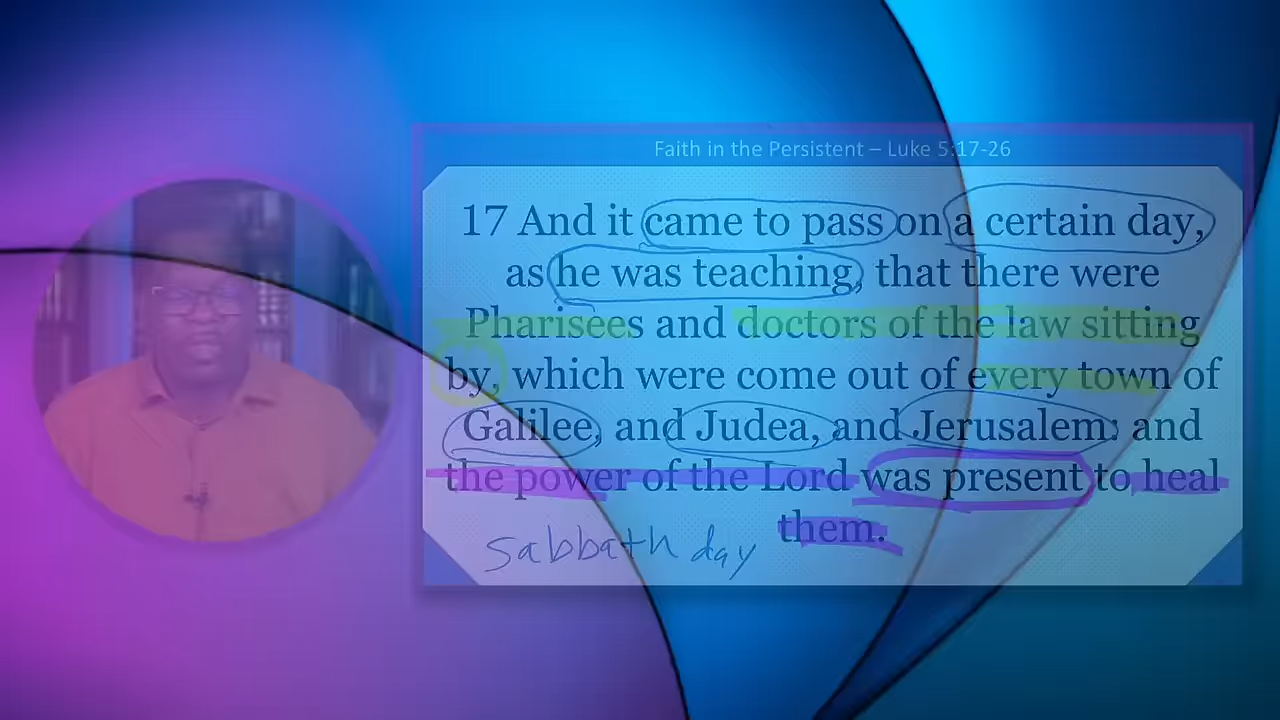 Faith in the Persistent – Luke 5:17-26
17 And it came to pass on a certain day,
as he was teaching, that there were
Pharisees and doctors of the law sitting
by, which were come out of every town of
Galilee, and Judea, and Jerusalem: and
the power of the Lord was present to heal
them.
sabbath day